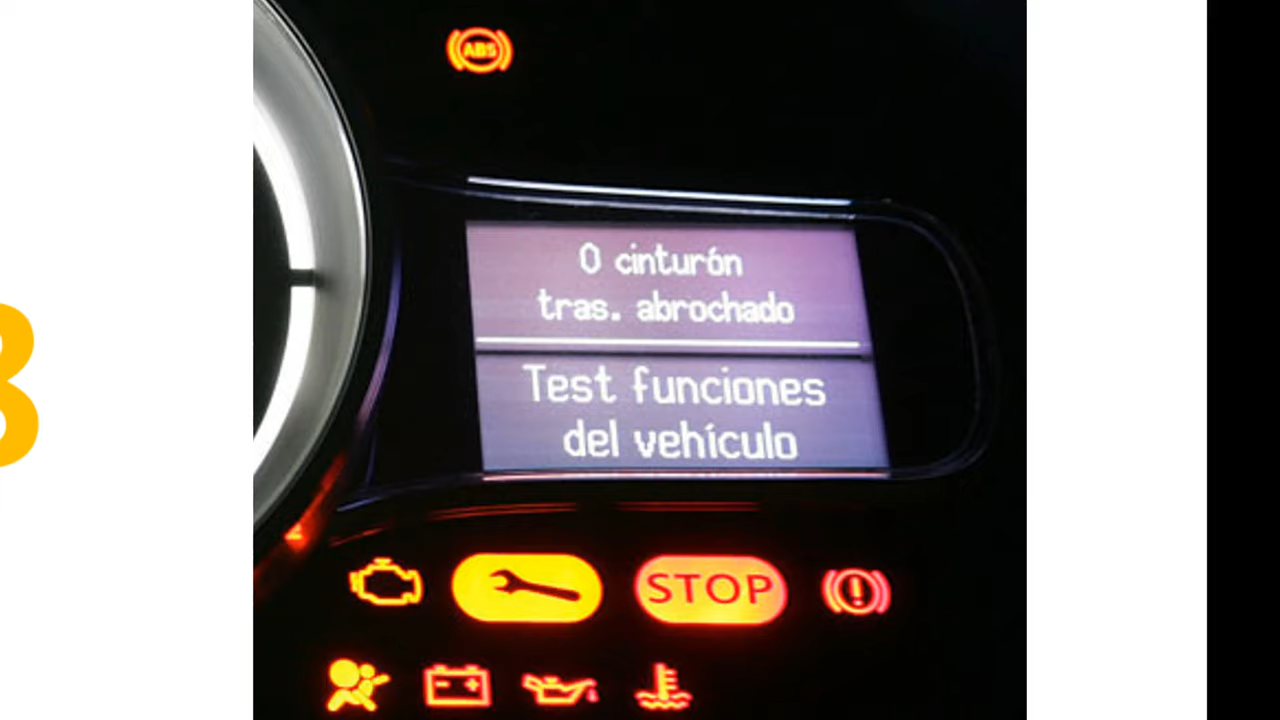 ABS
0 cinturón
tras. abrochado
Test funciones
del vehículo
STOP